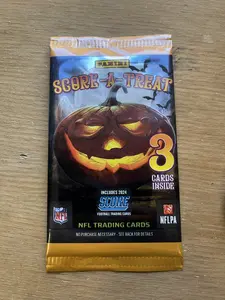 PANINI
SCORE-A-TREAT
3
CARDS
INSIDE
INCLUDES 2024
SCORE
FOOTBALL TRADING CARDS
NFL
NFL TRADING CARDS
NFLPA
NO PURCHASE NECESSARY - SEE BACK FOR DETAILS